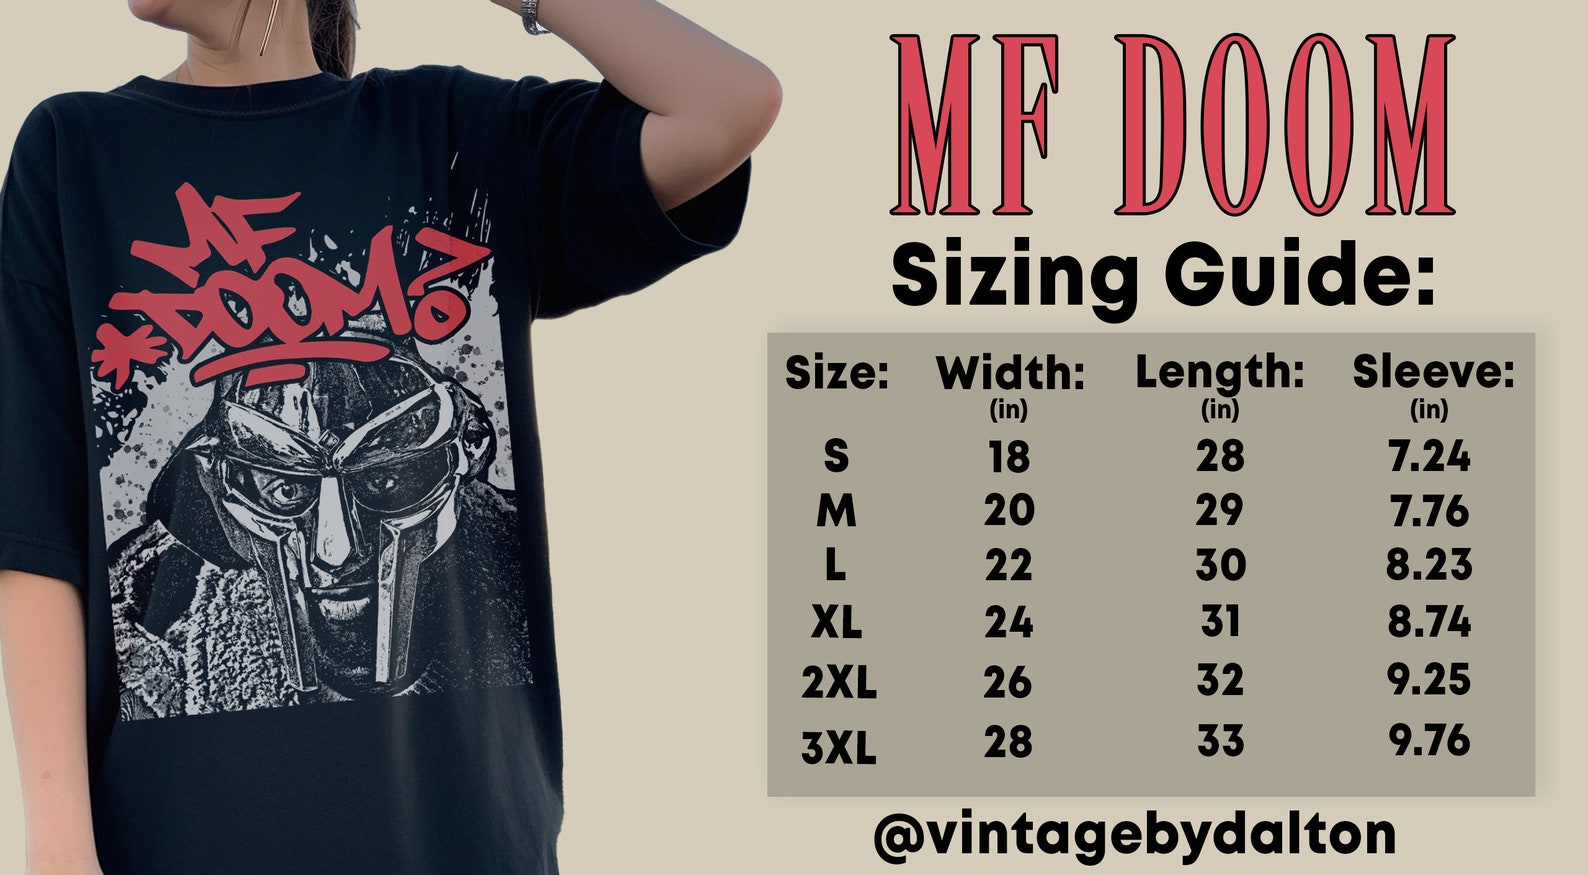 MF
DOOM?
MF DOOM
Sizing Guide:
Size: Width: Length: Sleeve:
(in) (in) (in)
S 18 28 7.24
M 20 29 7.76
L 22 30 8.23
XL 24 31 8.74
2XL 26 32 9.25
3XL 28 33 9.76
@vintagebydalton